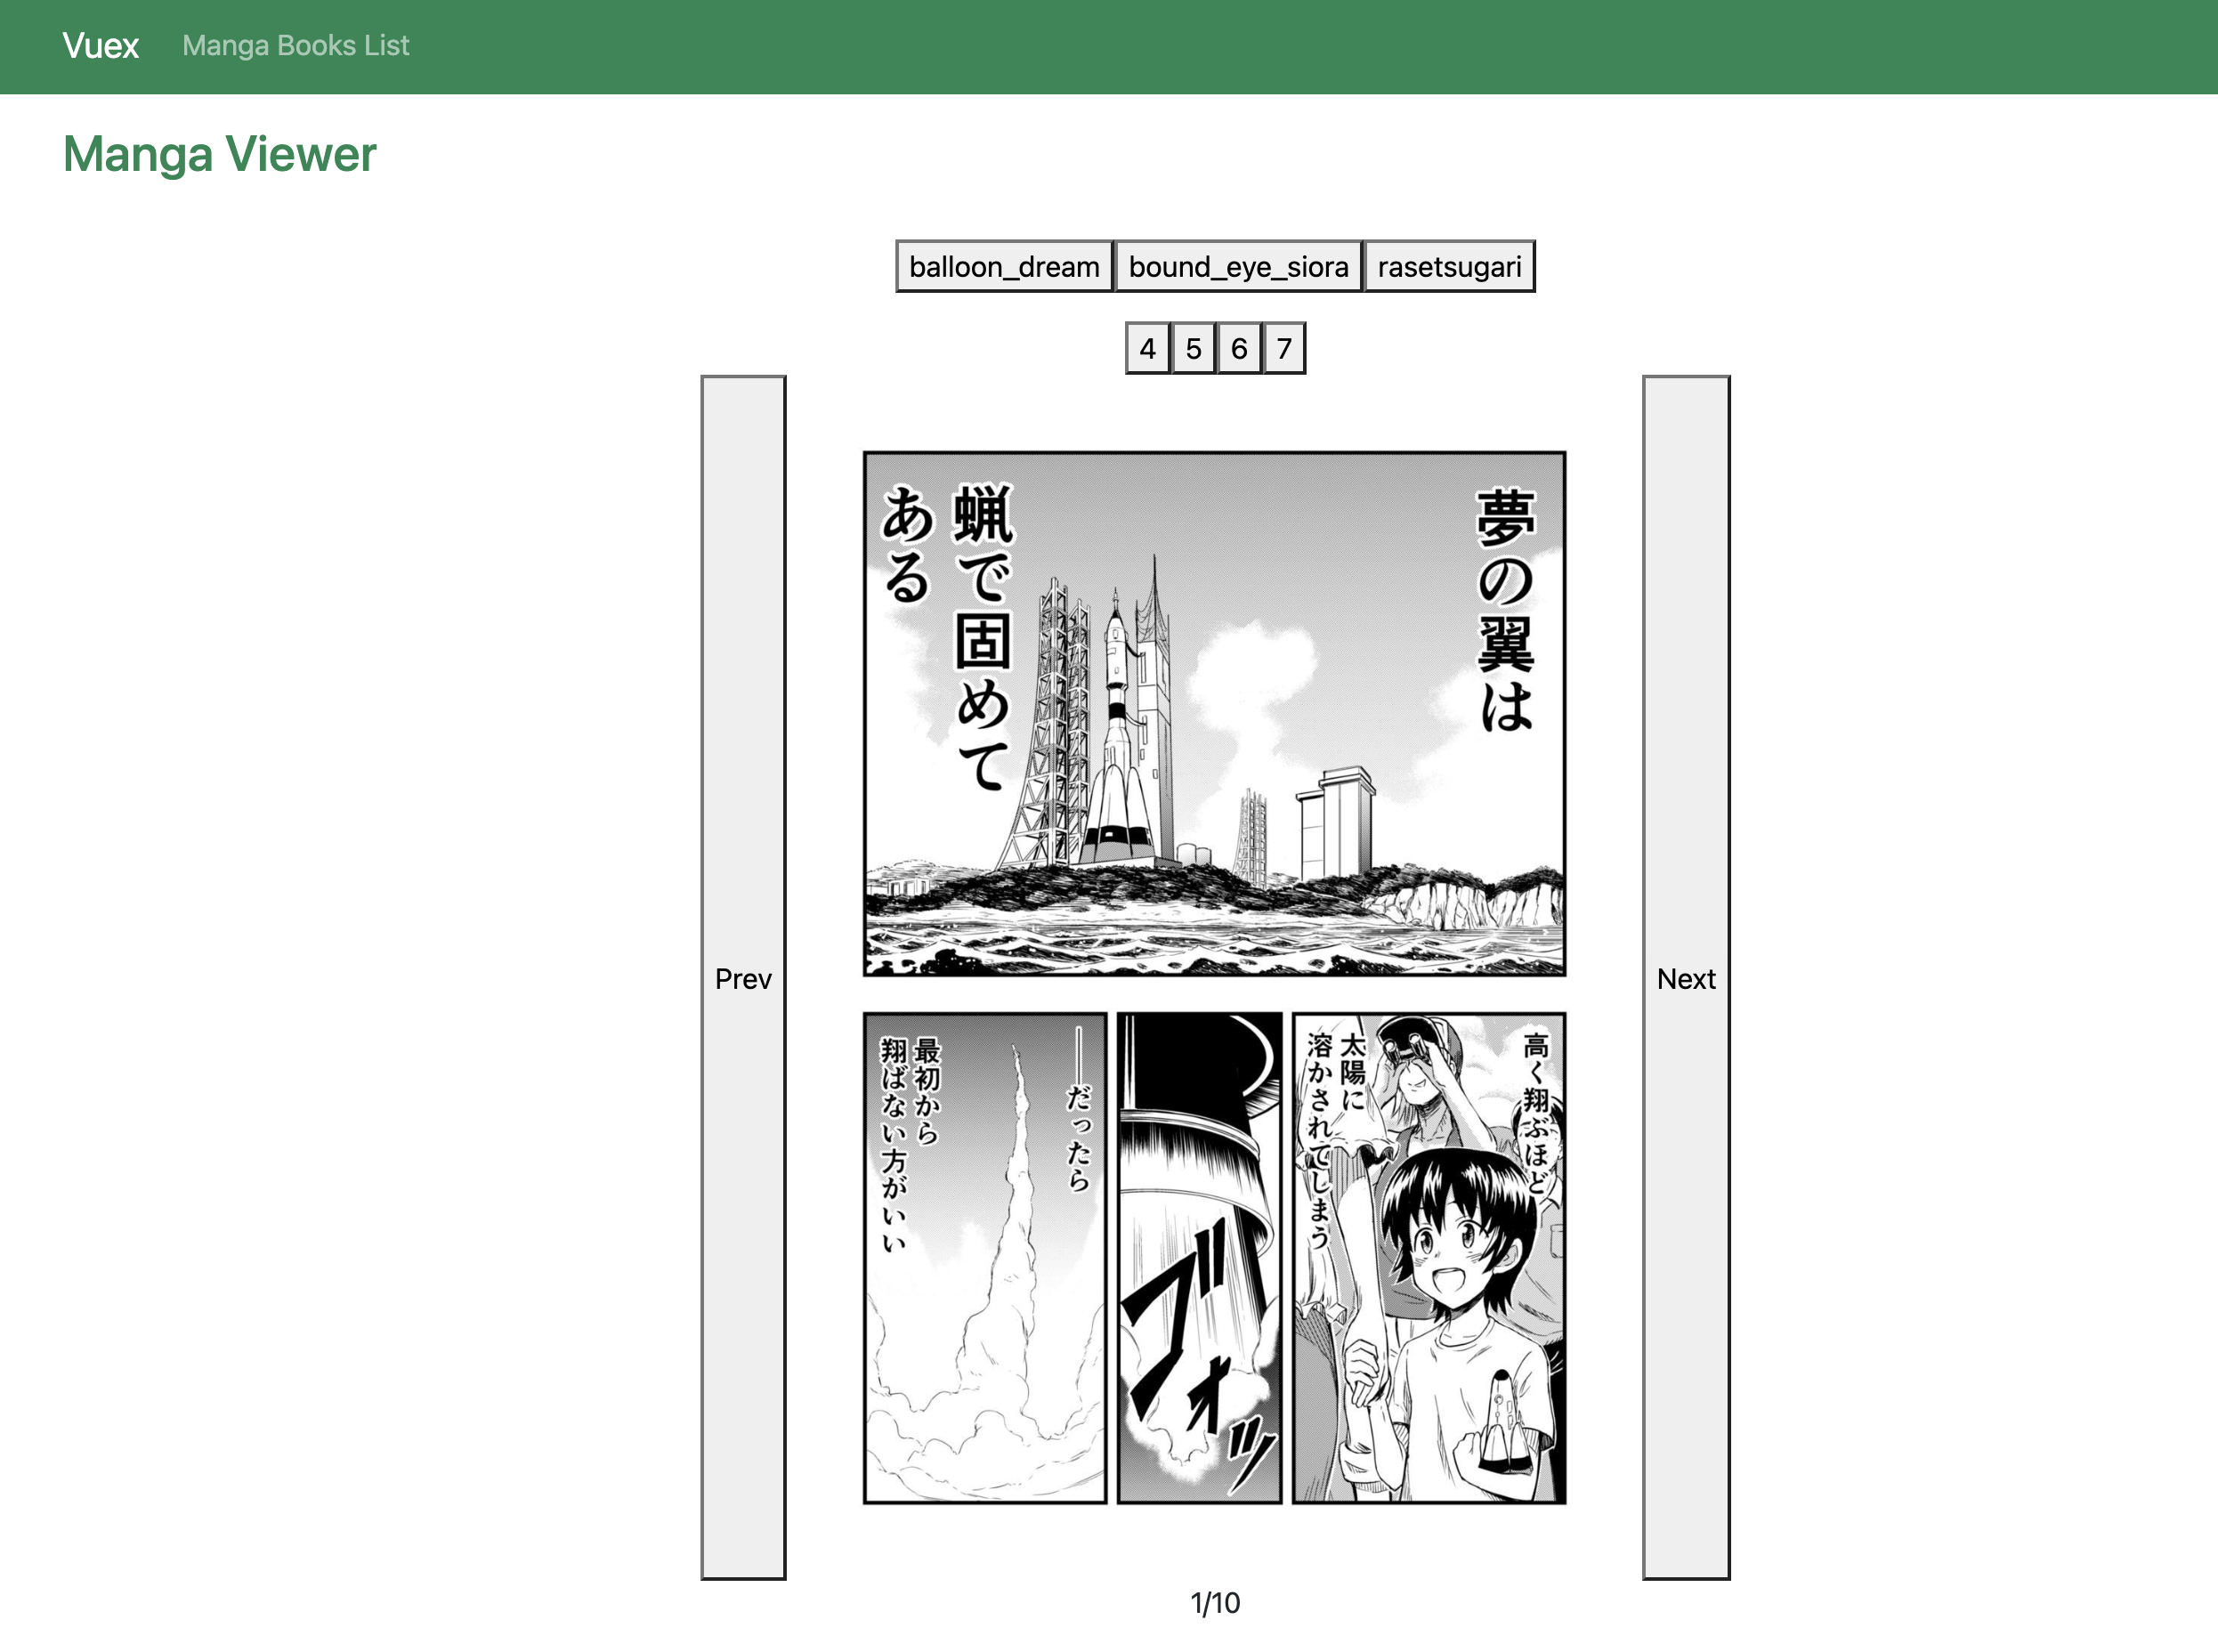 Vuex
Manga Books List
Manga Viewer
balloon_dream
bound_eye_siora
rasetsugari
4
5
6
7
Prev
夢の翼は
蝋で固めて
ある
高く翔ぶほど
太陽に
溶かされてしまう
ブォッ
――だったら
最初から
翔ばない方がいい
Next
1/10